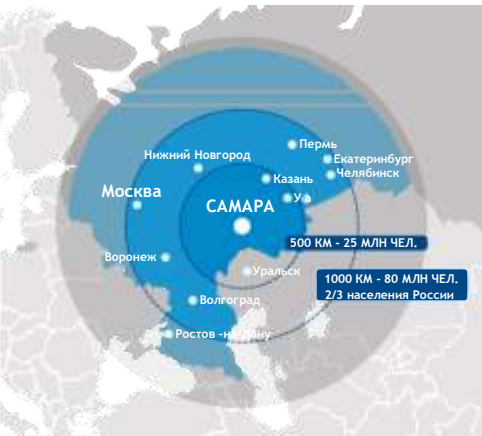 Пермь
Нижний Новгород
Екатеринбург
Казань
Челябинск
Москва
Уфа
САМАРА
500 КМ - 25 МЛН ЧЕЛ.
Воронеж
Уральск
1000 КМ - 80 МЛН ЧЕЛ.
2/3 населения России
Волгоград
Ростов -на-Дону